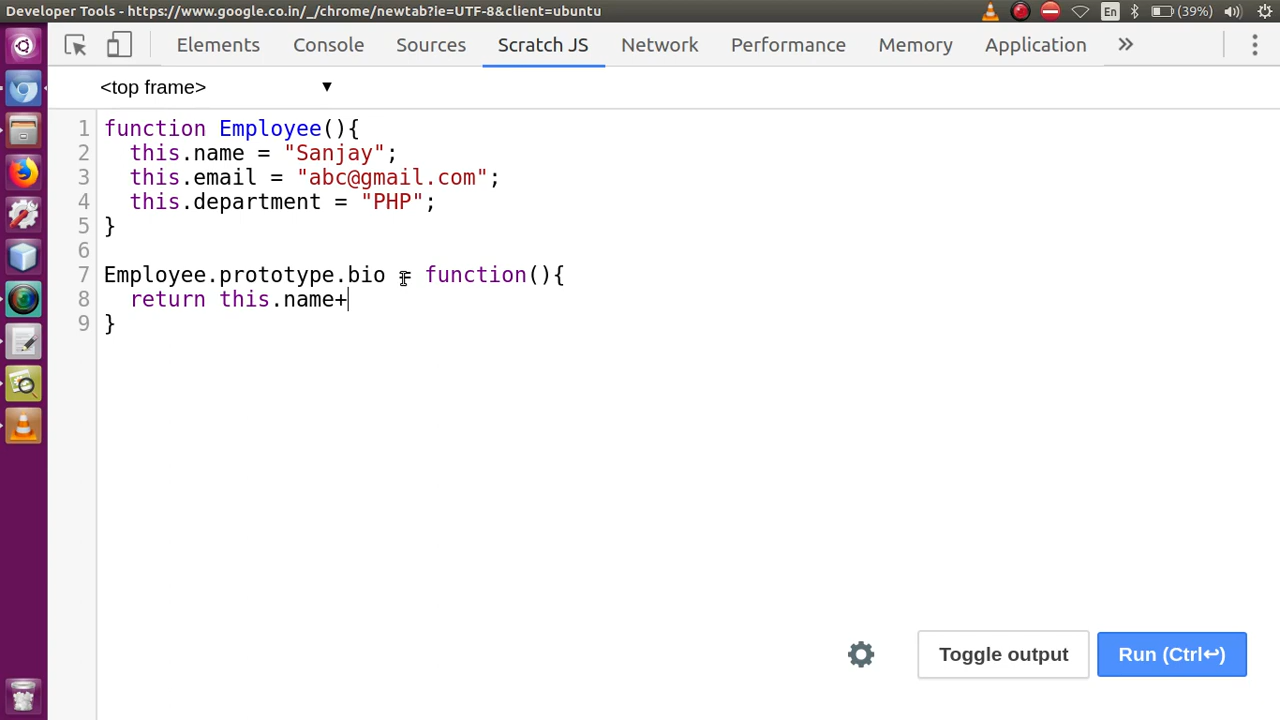 Developer Tools - https://www.google.co.in/_/chrome/newtab?ie=UTF-8&client=ubuntu En (39%)
Elements Console Sources Scratch JS Network Performance Memory Application »
<top frame> ▼
1 function Employee(){
2 this.name = "Sanjay";
3 this.email = "abc@gmail.com";
4 this.department = "PHP";
5 }
6
7 Employee.prototype.bio = function(){
8 return this.name+
9 }
Toggle output Run (Ctrl↩)